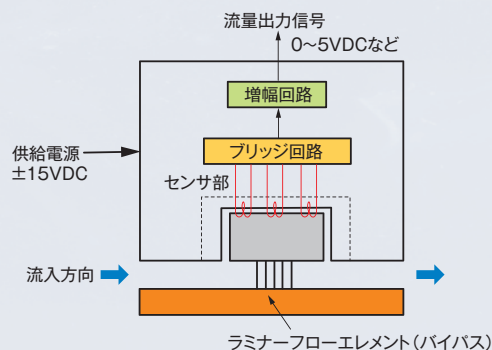 流量出力信号
0〜5VDCなど
増幅回路
ブリッジ回路
供給電源
±15VDC
センサ部
流入方向
ラミナーフローエレメント（バイパス）